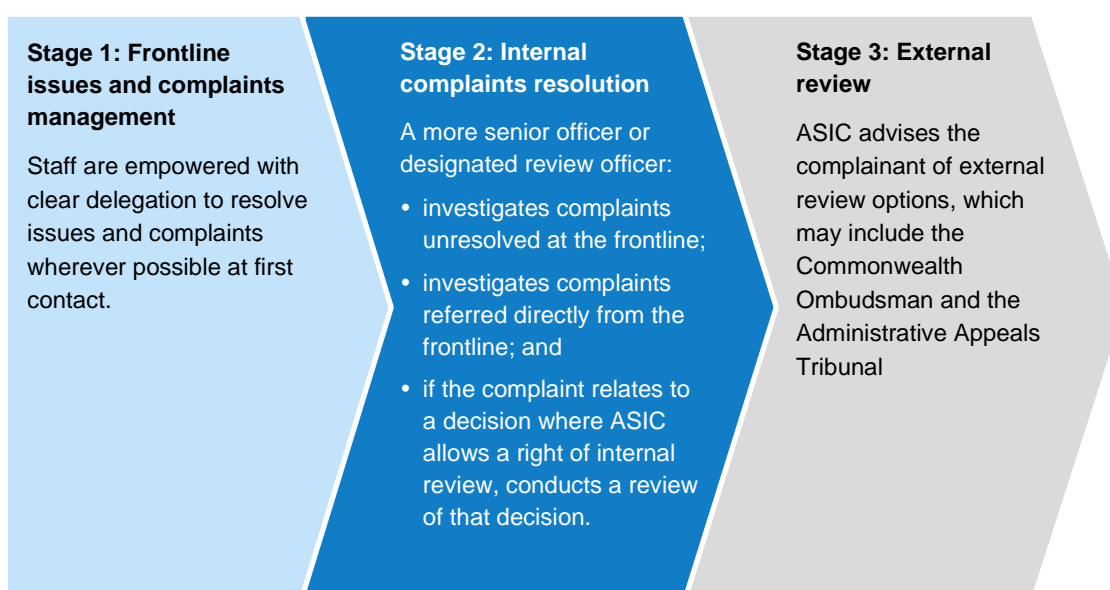 Stage 1: Frontline
issues and complaints
management
Staff are empowered with
clear delegation to resolve
issues and complaints
wherever possible at first
contact.
Stage 2: Internal
complaints resolution
A more senior officer or
designated review officer:
• investigates complaints
unresolved at the frontline;
• investigates complaints
referred directly from the
frontline; and
• if the complaint relates to
a decision where ASIC
allows a right of internal
review, conducts a review
of that decision.
Stage 3: External
review
ASIC advises the
complainant of external
review options, which
may include the
Commonwealth
Ombudsman and the
Administrative Appeals
Tribunal